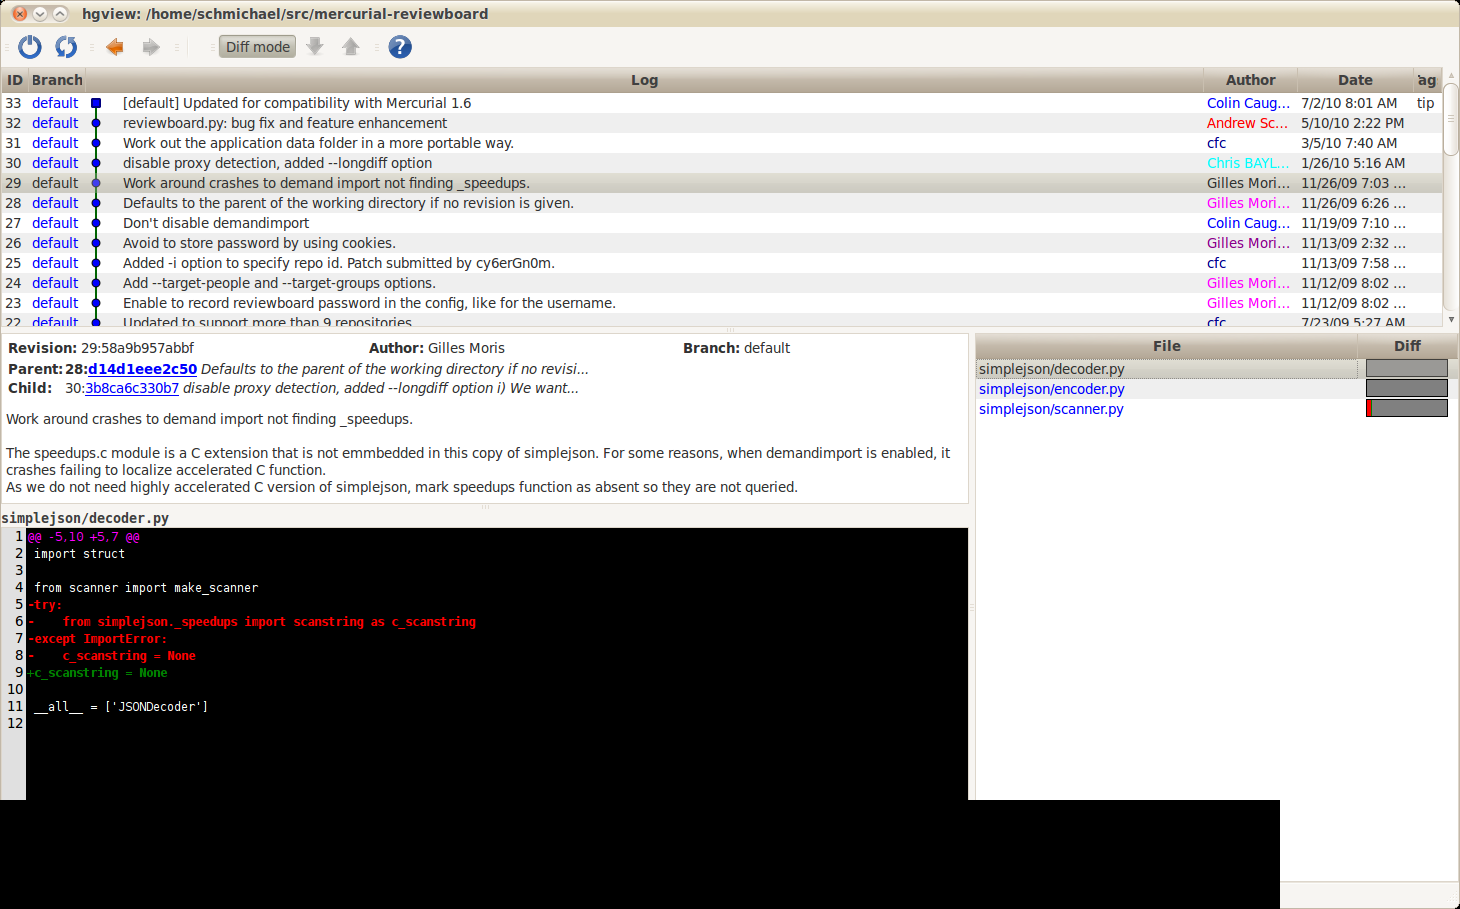 hgview: /home/schmichael/src/mercurial-reviewboard
Diff mode
ID Branch Log Author Date ag
33 default [default] Updated for compatibility with Mercurial 1.6 Colin Caug... 7/2/10 8:01 AM tip
32 default reviewboard.py: bug fix and feature enhancement Andrew Sc... 5/10/10 2:22 PM
31 default Work out the application data folder in a more portable way. cfc 3/5/10 7:40 AM
30 default disable proxy detection, added --longdiff option Chris BAYL... 1/26/10 5:16 AM
29 default Work around crashes to demand import not finding _speedups. Gilles Mori... 11/26/09 7:03 ...
28 default Defaults to the parent of the working directory if no revision is given. Gilles Mori... 11/26/09 6:26 ...
27 default Don't disable demandimport Colin Caug... 11/19/09 7:10 ...
26 default Avoid to store password by using cookies. Gilles Mori... 11/13/09 2:32 ...
25 default Added -i option to specify repo id. Patch submitted by cy6erGn0m. cfc 11/13/09 7:58 ...
24 default Add --target-people and --target-groups options. Gilles Mori... 11/12/09 8:02 ...
23 default Enable to record reviewboard password in the config, like for the username. Gilles Mori... 11/12/09 8:02 ...
22 default Updated to support more than 9 repositories cfc 7/23/09 5:27 AM
Revision: 29:58a9b957abbf Author: Gilles Moris Branch: default
Parent: 28:d14d1eee2c50 Defaults to the parent of the working directory if no revisi...
Child: 30:3b8ca6c330b7 disable proxy detection, added --longdiff option i) We want...
Work around crashes to demand import not finding _speedups.
The speedups.c module is a C extension that is not emmbedded in this copy of simplejson. For some reasons, when demandimport is enabled, it
crashes failing to localize accelerated C function.
As we do not need highly accelerated C version of simplejson, mark speedups function as absent so they are not queried.
File Diff
simplejson/decoder.py
simplejson/encoder.py
simplejson/scanner.py
simplejson/decoder.py
1 @@ -5,10 +5,7 @@
2 import struct
3
4 from scanner import make_scanner
5 -try:
6 -    from simplejson._speedups import scanstring as c_scanstring
7 -except ImportError:
8 -    c_scanstring = None
9 +c_scanstring = None
10
11 __all__ = ['JSONDecoder']
12